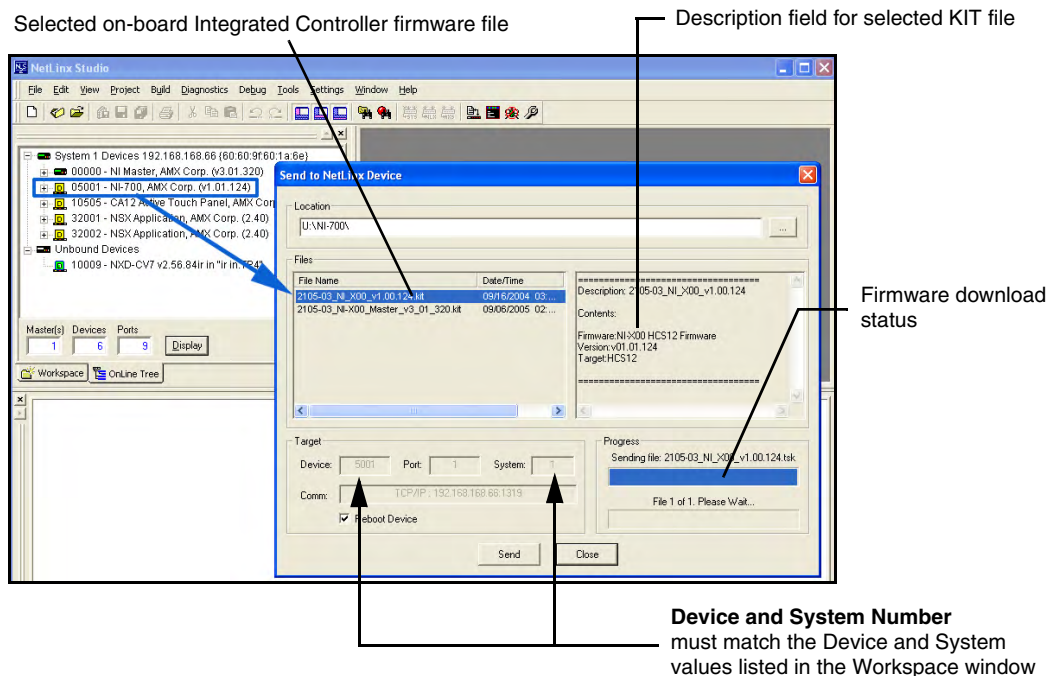 Selected on-board Integrated Controller firmware file
Description field for selected KIT file
NetLinx Studio
File Edit View Project Build Diagnostics Debug Tools Settings Window Help
System 1 Devices 192.168.168.66 {60:60:9f:60:1a:6e}
00000 - NI Master, AMX Corp. (v3.01.320)
05001 - NI-700, AMX Corp. (v1.01.124)
10505 - CA12 Active Touch Panel, AMX Corp
32001 - NSX Application, AMX Corp. (2.40)
32002 - NSX Application, AMX Corp. (2.40)
Unbound Devices
10009 - NXD-CV7 v2.56.84ir in "ir in.TP4"
Master(s) Devices Ports
1 6 9 Display
Workspace OnLine Tree
Send to NetLinx Device
Location
U:\NI-700\
...
Files
File Name Date/Time
2105-03_NI_X00_v1.00.124.kit 09/16/2004 03:...
2105-03_NI-X00_Master_v3_01_320.kit 09/06/2005 02:...
===================================
Description: 2105-03_NI_X00_v1.00.124
Contents:
Firmware:NI-X00 HCS12 Firmware
Version:v01.01.124
Target:HCS12
===================================
Target
Device: 5001 Port: 1 System: 1
Comm: TCP/IP : 192.168.168.66:1319
Reboot Device
Progress
Sending file: 2105-03_NI_X00_v1.00.124.tsk
File 1 of 1. Please Wait...
Send Close
Firmware download
status
Device and System Number
must match the Device and System
values listed in the Workspace window